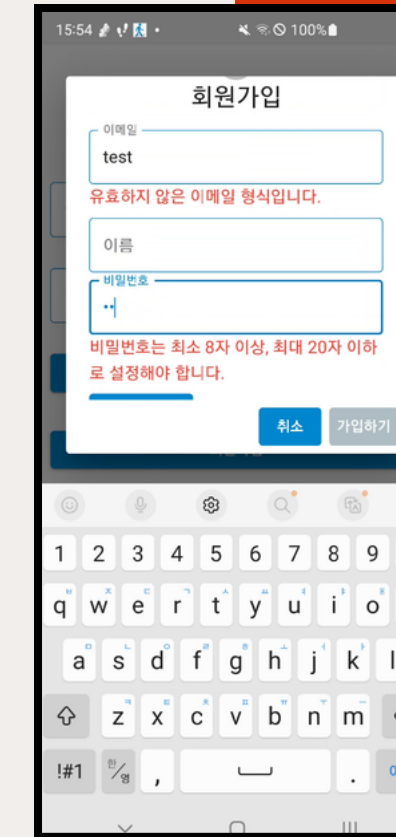 15:54 100%
회원가입
이메일
test
유효하지 않은 이메일 형식입니다.
이름
비밀번호
비밀번호는 최소 8자 이상, 최대 20자 이하
로 설정해야 합니다.
취소 가입하기
1 2 3 4 5 6 7 8 9
q w e r t y u i o
a s d f g h j k l
z x c v b n m
!#1 한/영 , .